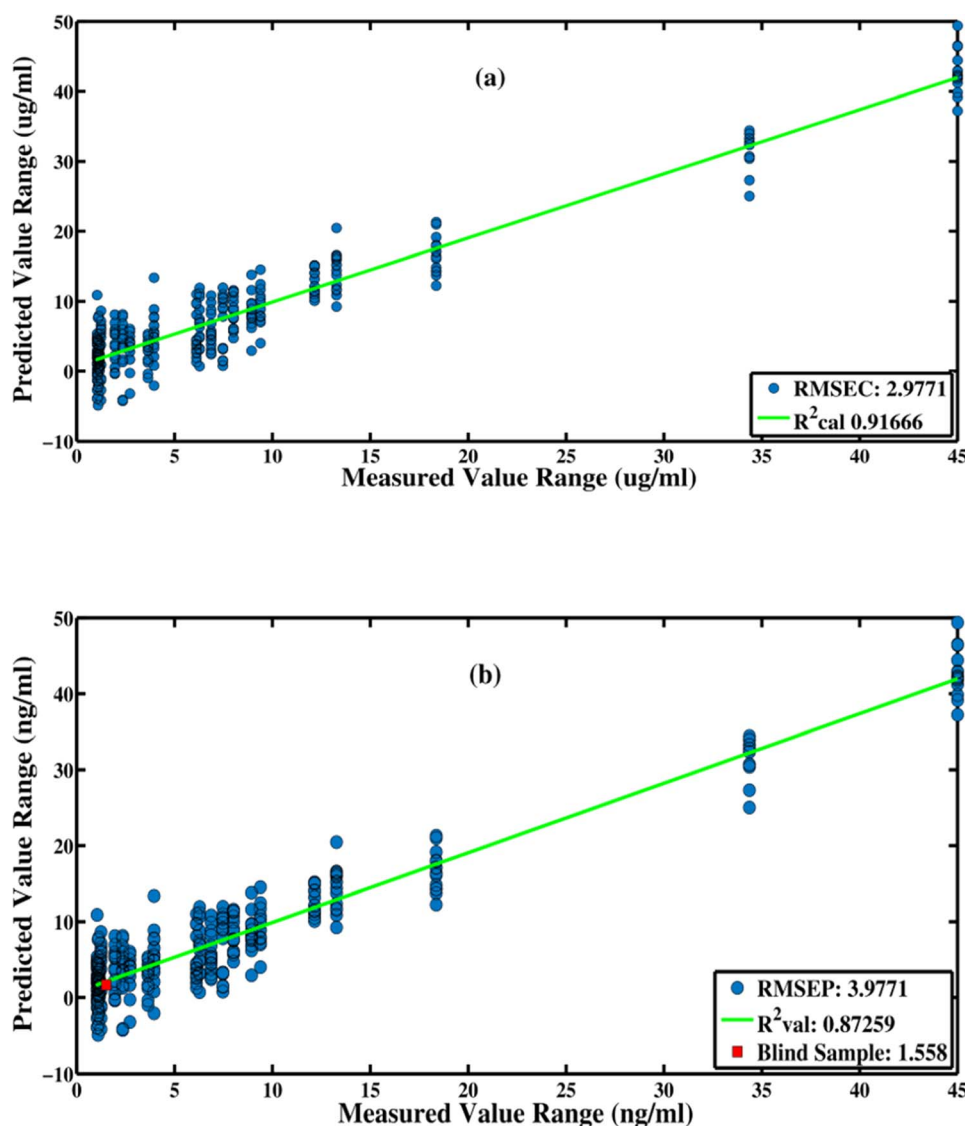 50
(a)
40
30
20
10
0
−10
0 5 10 15 20 25 30 35 40 45
Predicted Value Range (ug/ml)
Measured Value Range (ug/ml)
RMSEC: 2.9771
R²cal 0.91666
50
(b)
40
30
20
10
0
−10
0 5 10 15 20 25 30 35 40 45
Predicted Value Range (ng/ml)
Measured Value Range (ng/ml)
RMSEP: 3.9771
R²val: 0.87259
Blind Sample: 1.558